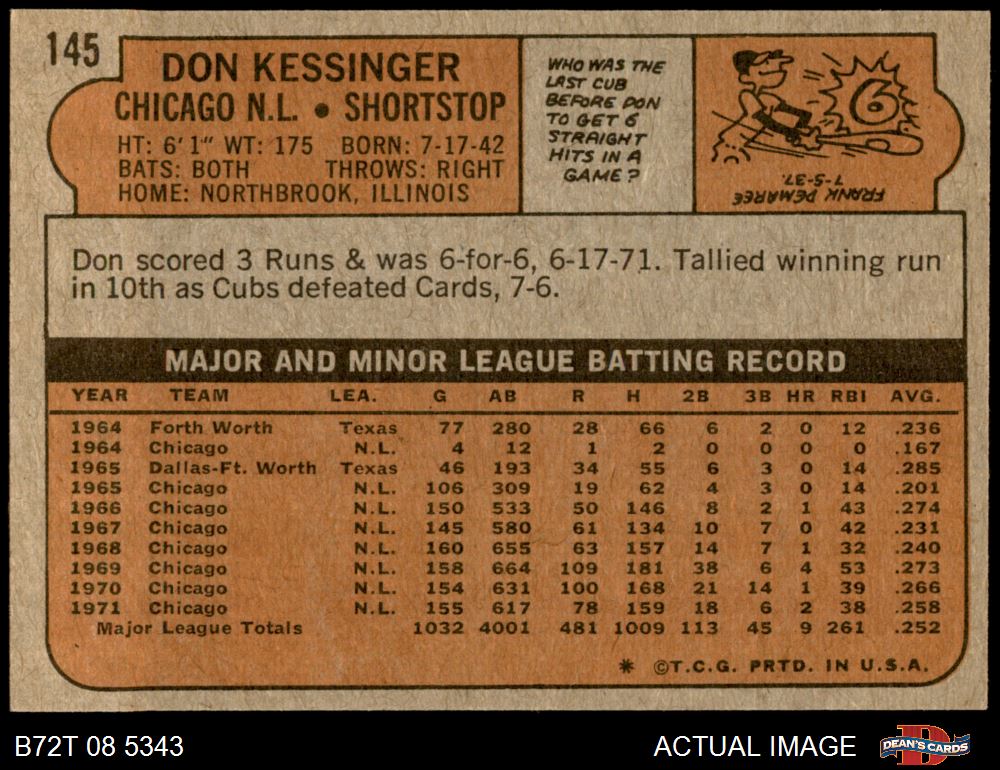 145
DON KESSINGER
CHICAGO N.L. • SHORTSTOP
HT: 6'1" WT: 175 BORN: 7-17-42
BATS: BOTH THROWS: RIGHT
HOME: NORTHBROOK, ILLINOIS
WHO WAS THE
LAST CUB
BEFORE DON
TO GET 6
STRAIGHT
HITS IN A
GAME?
6
FRANK DEMAREE
7-5-37.
Don scored 3 Runs & was 6-for-6, 6-17-71. Tallied winning run
in 10th as Cubs defeated Cards, 7-6.
MAJOR AND MINOR LEAGUE BATTING RECORD
YEAR TEAM LEA. G AB R H 2B 3B HR RBI AVG.
1964 Forth Worth Texas 77 280 28 66 6 2 0 12 .236
1964 Chicago N.L. 4 12 1 2 0 0 0 0 .167
1965 Dallas-Ft. Worth Texas 46 193 34 55 6 3 0 14 .285
1965 Chicago N.L. 106 309 19 62 4 3 0 14 .201
1966 Chicago N.L. 150 533 50 146 8 2 1 43 .274
1967 Chicago N.L. 145 580 61 134 10 7 0 42 .231
1968 Chicago N.L. 160 655 63 157 14 7 1 32 .240
1969 Chicago N.L. 158 664 109 181 38 6 4 53 .273
1970 Chicago N.L. 154 631 100 168 21 14 1 39 .266
1971 Chicago N.L. 155 617 78 159 18 6 2 38 .258
Major League Totals 1032 4001 481 1009 113 45 9 261 .252
* ©T.C.G. PRTD. IN U.S.A.
B72T 08 5343
ACTUAL IMAGE
D
DEAN'S CARDS